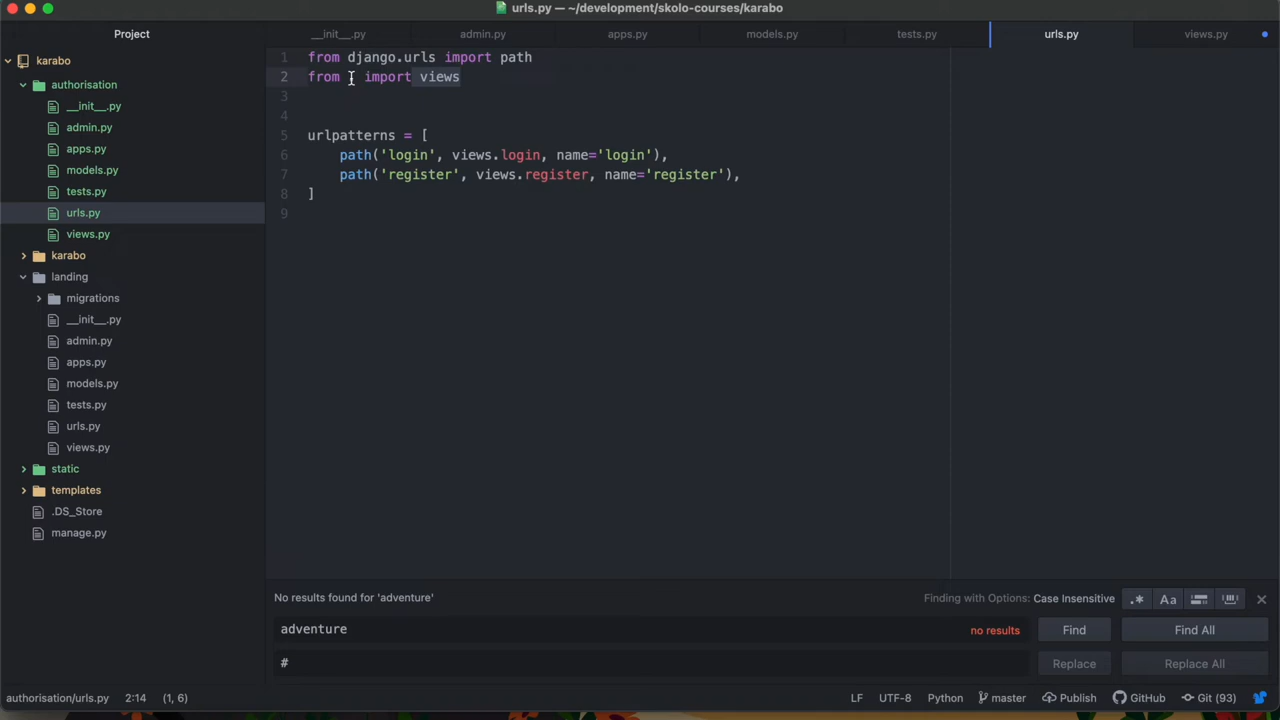 urls.py — ~/development/skolo-courses/karabo
Project
__init__.py
admin.py
apps.py
models.py
tests.py
urls.py
views.py
karabo
authorisation
__init__.py
admin.py
apps.py
models.py
tests.py
urls.py
views.py
karabo
landing
migrations
__init__.py
admin.py
apps.py
models.py
tests.py
urls.py
views.py
static
templates
.DS_Store
manage.py
1 from django.urls import path
2 from import views
3
4
5 urlpatterns = [
6 path('login', views.login, name='login'),
7 path('register', views.register, name='register'),
8 ]
9
No results found for 'adventure'
Finding with Options: Case Insensitive
.*
Aa
adventure
no results
Find
Find All
#
Replace
Replace All
authorisation/urls.py 2:14 (1, 6)
LF UTF-8 Python master Publish GitHub Git (93)